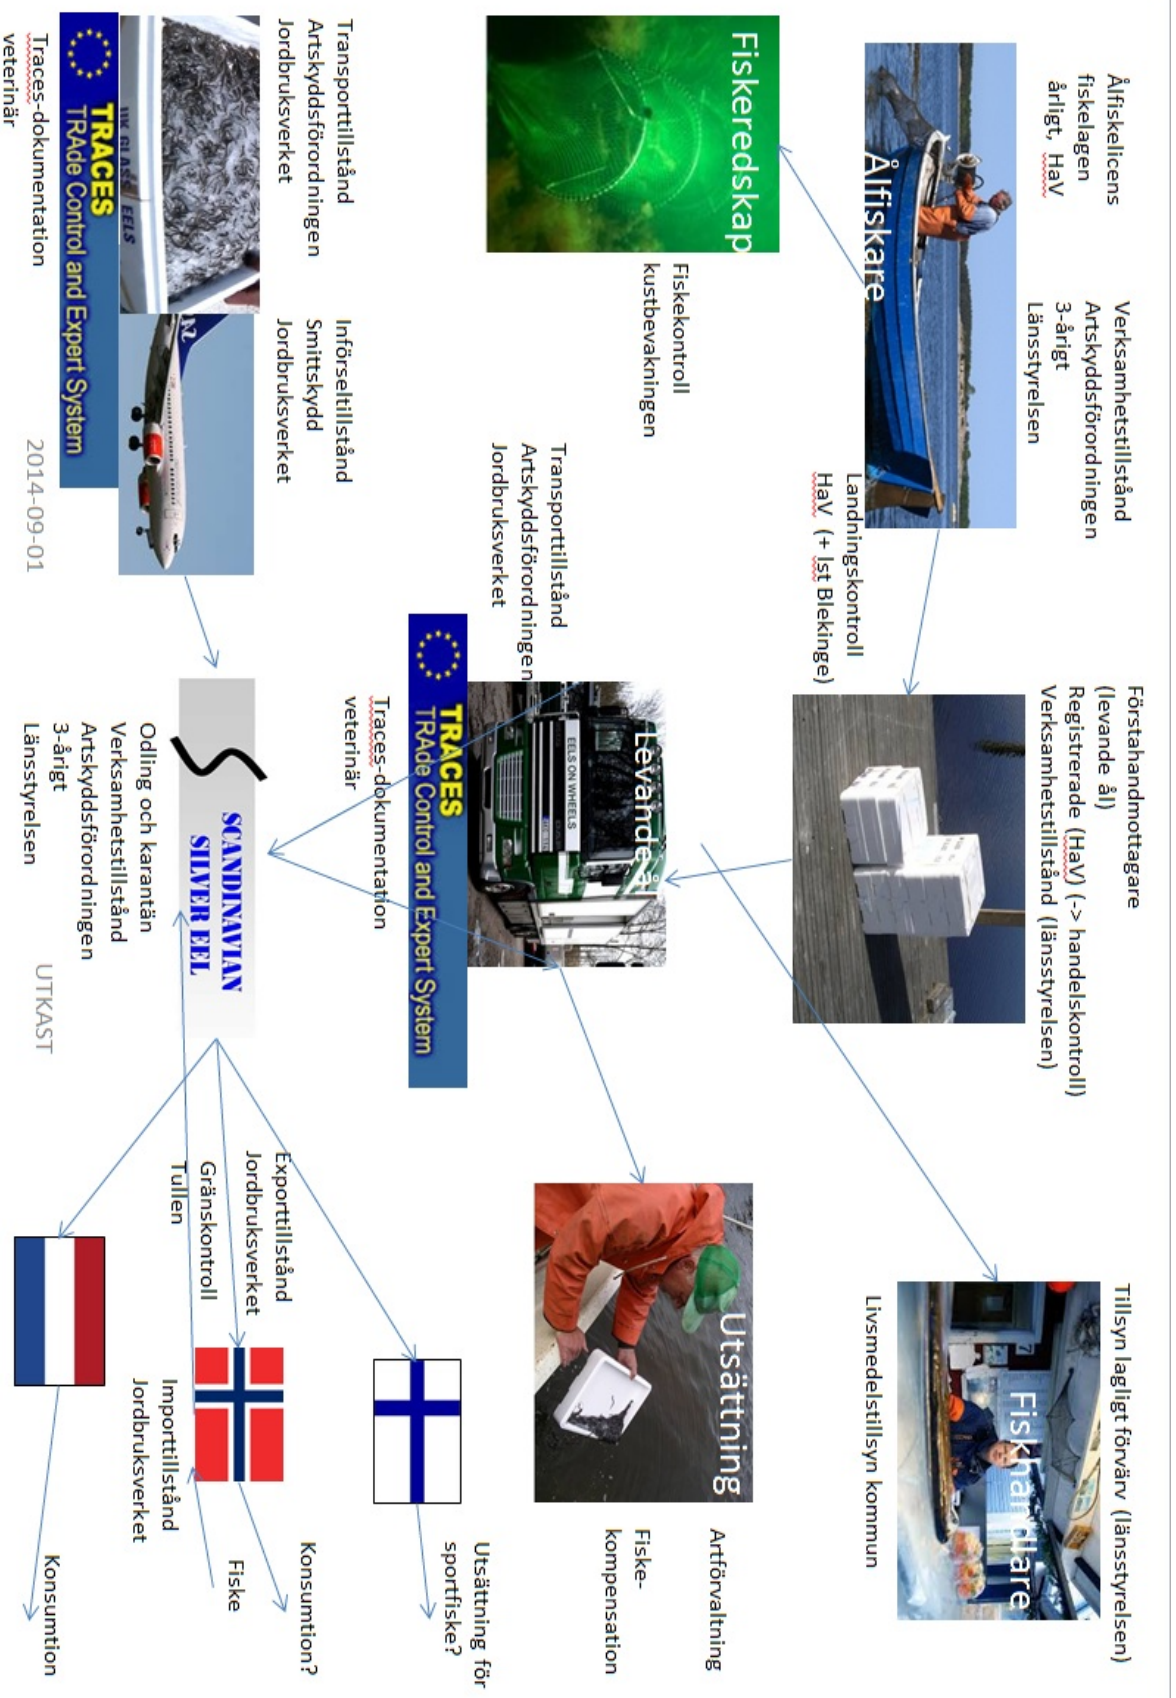 Ålfiskelicens
fiskelagen
årligt, HaV
Verksamhetstillstånd
Artskyddsförordningen
3-årigt
Länsstyrelsen
Ålfiskare
Landningskontroll
HaV (+ lst Blekinge)
Förstahandmottagare
(levande ål)
Registrerade (HaV) (-> handelskontroll)
Verksamhetstillstånd (länsstyrelsen)
Tillsyn lagligt förvärv (länsstyrelsen)
Fiskhandlare
Livsmedelstillsyn kommun
Fiskeredskap
Fiskekontroll
kustbevakningen
Transporttillstånd
Artskyddsförordningen
Jordbruksverket
Levande
EELS ON WHEELS
TRACES
TRAde Control and Expert System
Traces-dokumentation
veterinär
Utsättning
Artförvaltning
Fiske-
kompensation
Transporttillstånd
Artskyddsförordningen
Jordbruksverket
Införseltillstånd
Smittskydd
Jordbruksverket
UK GLASS EELS
TRACES
TRAde Control and Expert System
Traces-dokumentation
veterinär
2014-09-01
SCANDINAVIAN
SILVER EEL
Odling och karantän
Verksamhetstillstånd
Artskyddsförordningen
3-årigt
Länsstyrelsen
UTKAST
Exporttillstånd
Jordbruksverket
Gränskontroll
Tullen
Importtillstånd
Jordbruksverket
Utsättning för
sportfiske?
Konsumtion?
Fiske
Konsumtion